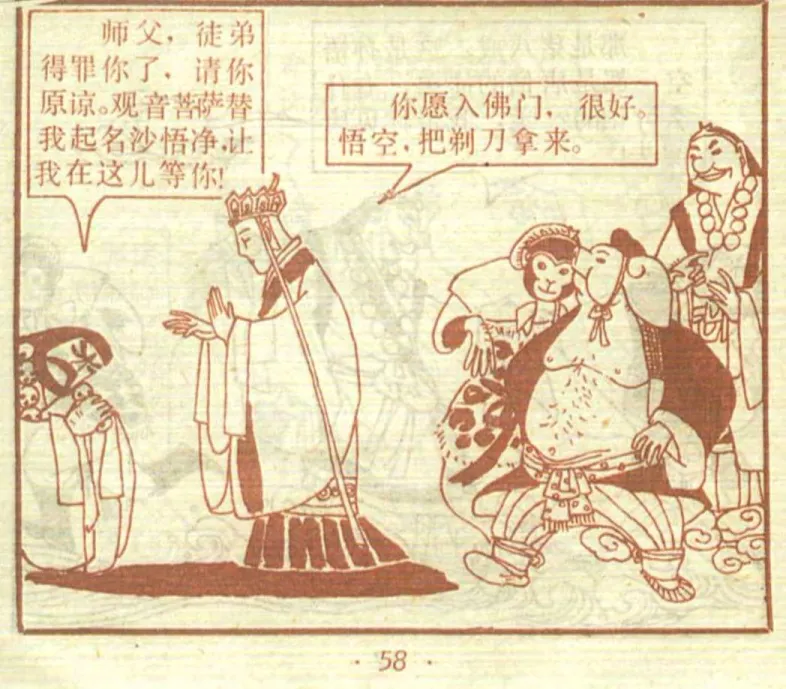 师父，徒弟
得罪你了，请你
原谅。观音菩萨替
我起名沙悟净，让
我在这儿等你！
你愿入佛门，很好。
悟空，把剃刀拿来。
· 58 ·